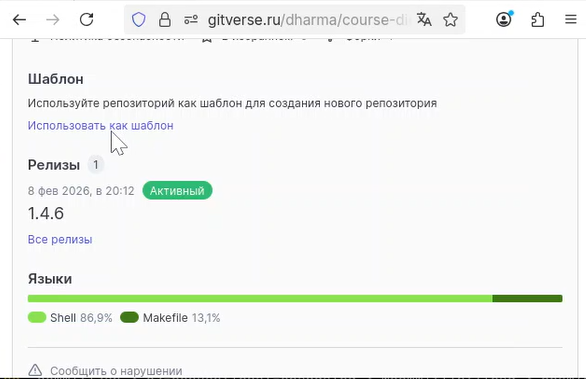 gitverse.ru/dharma/course-di
Шаблон
Используйте репозиторий как шаблон для создания нового репозитория
Использовать как шаблон
Релизы 1
8 фев 2026, в 20:12 Активный
1.4.6
Все релизы
Языки
Shell 86,9% Makefile 13,1%
Сообщить о нарушении